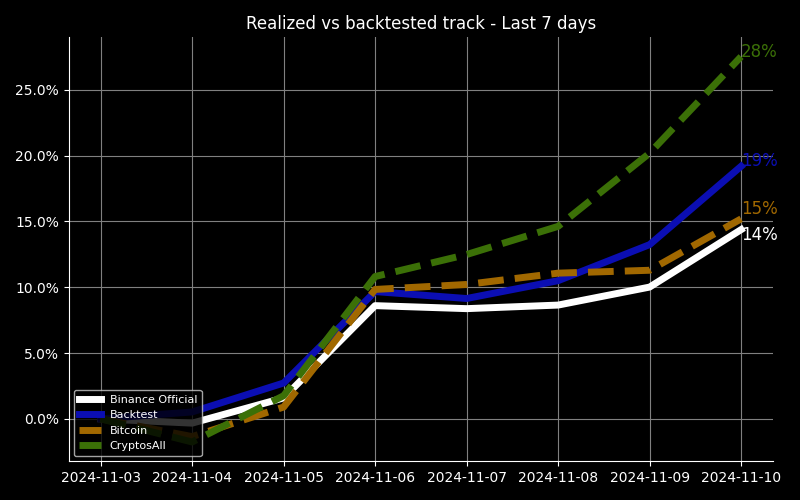 Realized vs backtested track - Last 7 days
28%
25.0%
20.0%
19%
15.0%
15%
14%
10.0%
5.0%
0.0%
Binance Official
Backtest
Bitcoin
CryptosAll
2024-11-03 2024-11-04 2024-11-05 2024-11-06 2024-11-07 2024-11-08 2024-11-09 2024-11-10